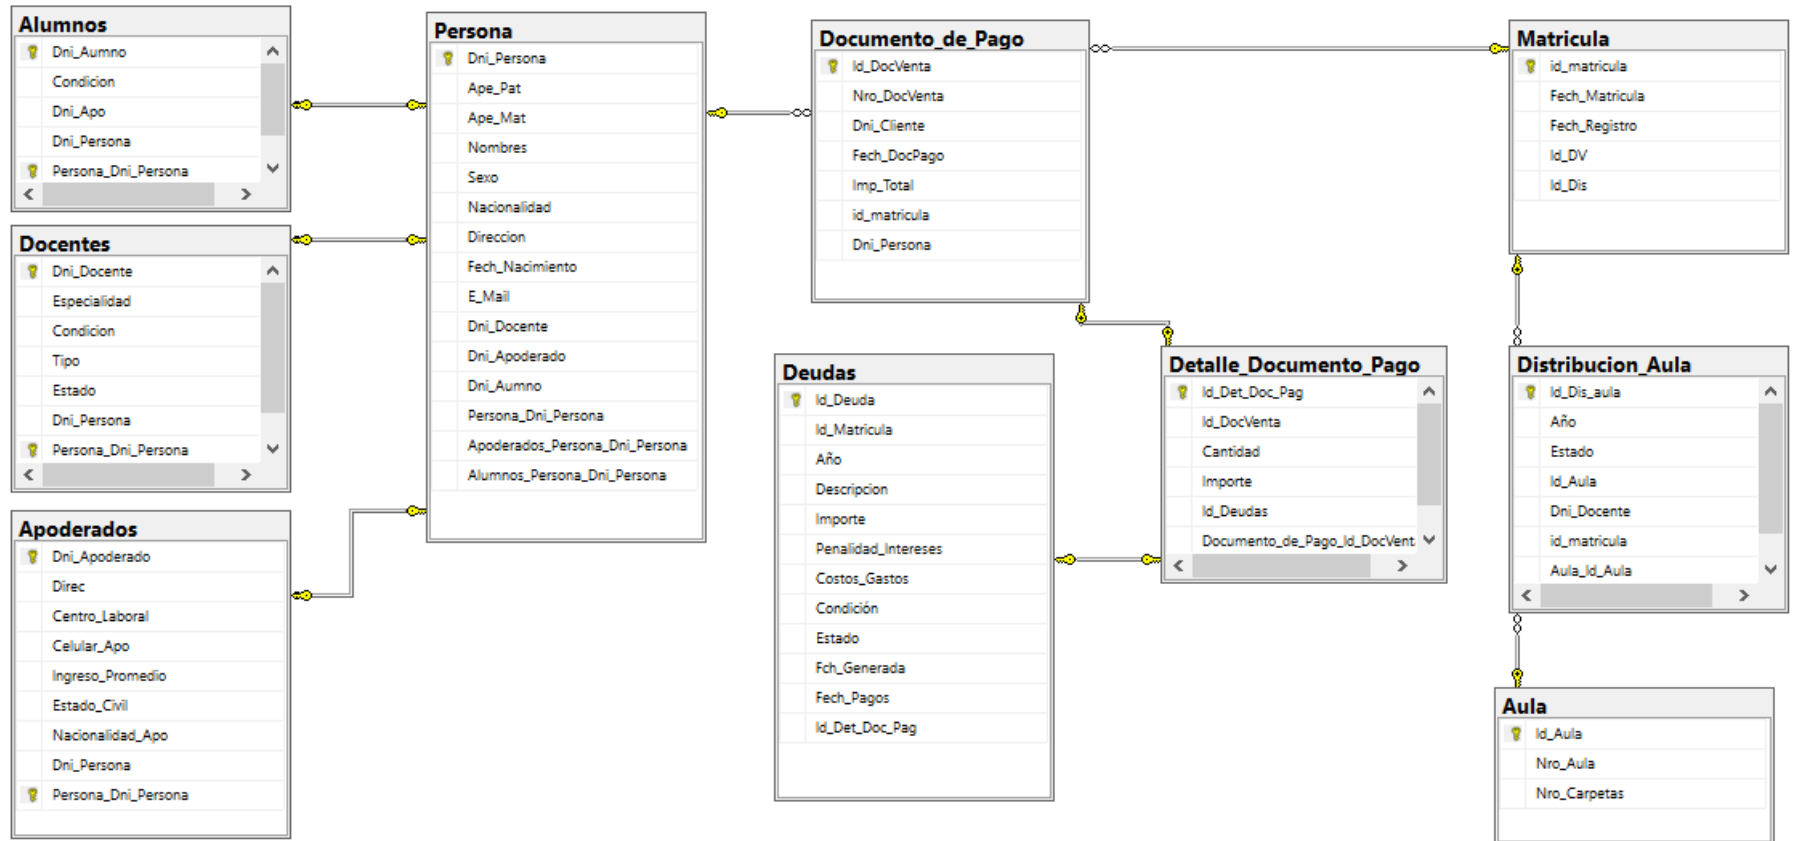 Alumnos
Dni_Aumno
Condicion
Dni_Apo
Dni_Persona
Persona_Dni_Persona
Docentes
Dni_Docente
Especialidad
Condicion
Tipo
Estado
Dni_Persona
Persona_Dni_Persona
Apoderados
Dni_Apoderado
Direc
Centro_Laboral
Celular_Apo
Ingreso_Promedio
Estado_Civil
Nacionalidad_Apo
Dni_Persona
Persona_Dni_Persona
Persona
Dni_Persona
Ape_Pat
Ape_Mat
Nombres
Sexo
Nacionalidad
Direccion
Fech_Nacimiento
E_Mail
Dni_Docente
Dni_Apoderado
Dni_Aumno
Persona_Dni_Persona
Apoderados_Persona_Dni_Persona
Alumnos_Persona_Dni_Persona
Documento_de_Pago
Id_DocVenta
Nro_DocVenta
Dni_Cliente
Fech_DocPago
Imp_Total
id_matricula
Dni_Persona
Deudas
Id_Deuda
Id_Matricula
Año
Descripcion
Importe
Penalidad_Intereses
Costos_Gastos
Condición
Estado
Fch_Generada
Fech_Pagos
Id_Det_Doc_Pag
Detalle_Documento_Pago
Id_Det_Doc_Pag
Id_DocVenta
Cantidad
Importe
Id_Deudas
Documento_de_Pago_Id_DocVent
Matricula
id_matricula
Fech_Matricula
Fech_Registro
Id_DV
Id_Dis
Distribucion_Aula
Id_Dis_aula
Año
Estado
Id_Aula
Dni_Docente
id_matricula
Aula_Id_Aula
Aula
Id_Aula
Nro_Aula
Nro_Carpetas